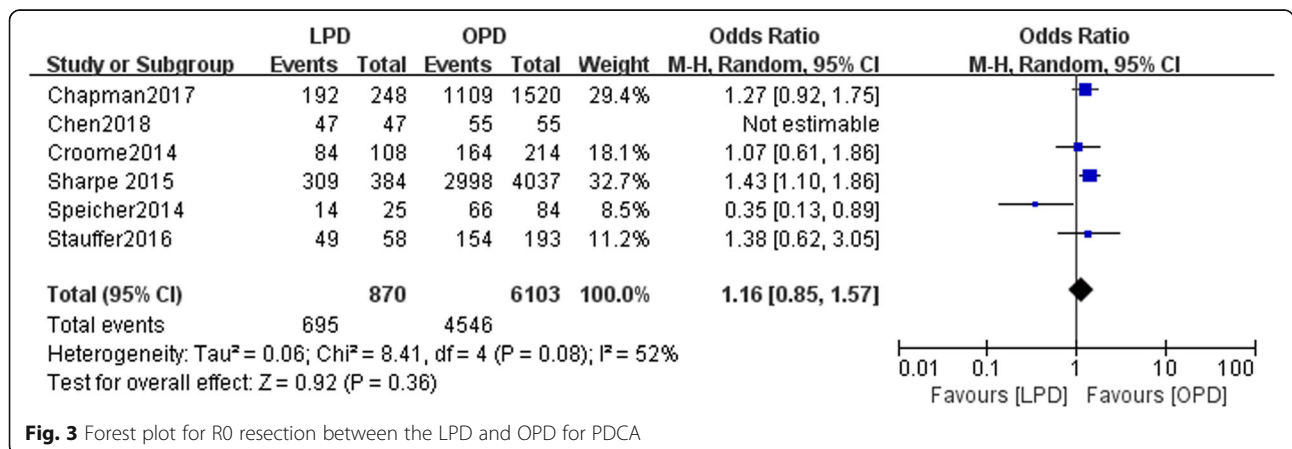 LPD OPD Odds Ratio Odds Ratio
Study or Subgroup Events Total Events Total Weight M-H, Random, 95% CI M-H, Random, 95% CI
Chapman2017 192 248 1109 1520 29.4% 1.27 [0.92, 1.75]
Chen2018 47 47 55 55 Not estimable
Croome2014 84 108 164 214 18.1% 1.07 [0.61, 1.86]
Sharpe 2015 309 384 2998 4037 32.7% 1.43 [1.10, 1.86]
Speicher2014 14 25 66 84 8.5% 0.35 [0.13, 0.89]
Stauffer2016 49 58 154 193 11.2% 1.38 [0.62, 3.05]
Total (95% CI) 870 6103 100.0% 1.16 [0.85, 1.57]
Total events 695 4546
Heterogeneity: Tau² = 0.06; Chi² = 8.41, df = 4 (P = 0.08); I² = 52%
Test for overall effect: Z = 0.92 (P = 0.36)
0.01 0.1 1 10 100
Favours [LPD] Favours [OPD]
Fig. 3 Forest plot for R0 resection between the LPD and OPD for PDCA